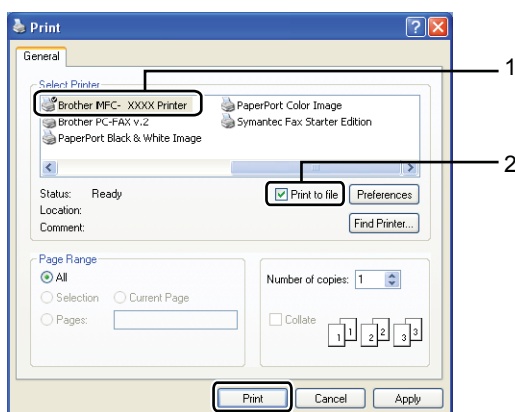 Print
General
Select Printer
1
Brother MFC- XXXX Printer
PaperPort Color Image
Brother PC-FAX v.2
Symantec Fax Starter Edition
PaperPort Black & White Image
2
Status: Ready
Print to file
Preferences
Location:
Comment:
Find Printer...
Page Range
All
Number of copies: 1
Selection
Current Page
Pages:
Collate
1 1 2 2 3 3
Print
Cancel
Apply